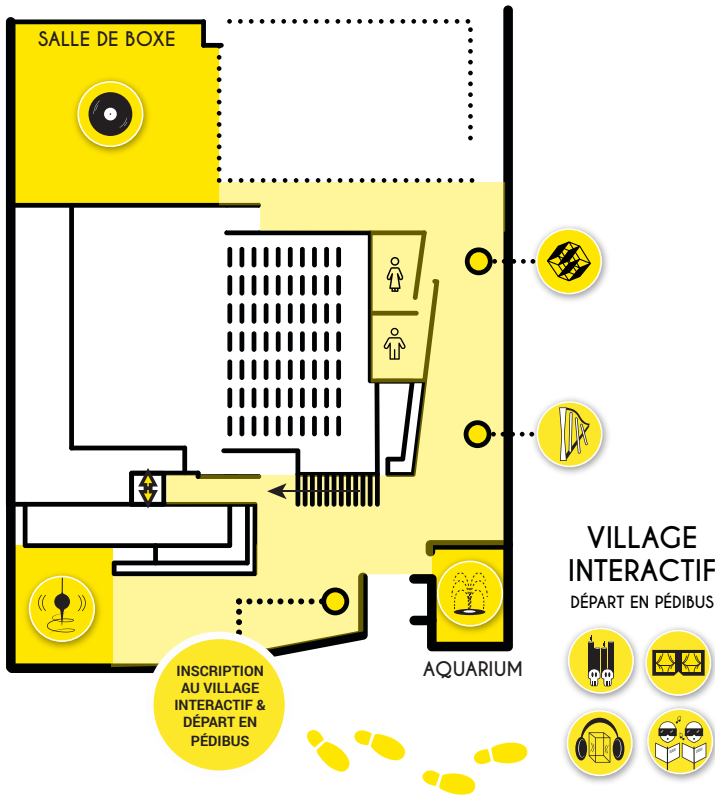 SALLE DE BOXE
VILLAGE
INTERACTIF
DÉPART EN PÉDIBUS
AQUARIUM
INSCRIPTION
AU VILLAGE
INTERACTIF &
DÉPART EN
PÉDIBUS